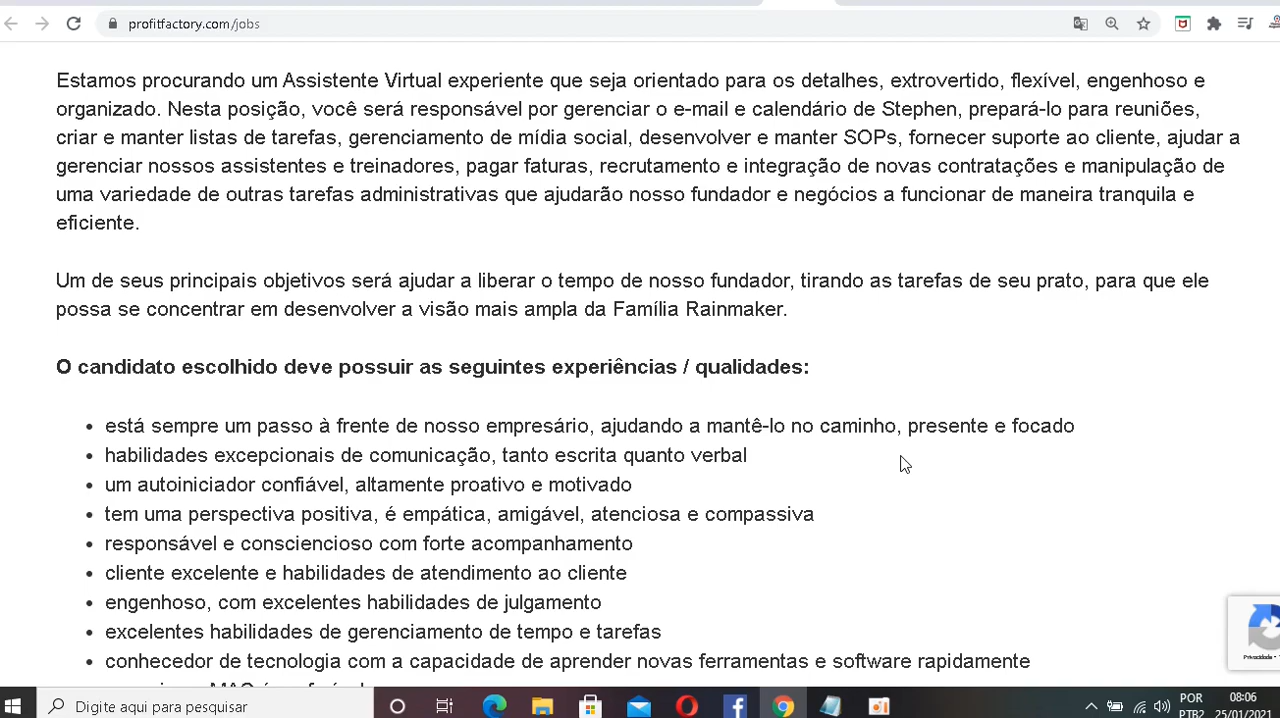 profitfactory.com/jobs
Estamos procurando um Assistente Virtual experiente que seja orientado para os detalhes, extrovertido, flexível, engenhoso e
organizado. Nesta posição, você será responsável por gerenciar o e-mail e calendário de Stephen, prepará-lo para reuniões,
criar e manter listas de tarefas, gerenciamento de mídia social, desenvolver e manter SOPs, fornecer suporte ao cliente, ajudar a
gerenciar nossos assistentes e treinadores, pagar faturas, recrutamento e integração de novas contratações e manipulação de
uma variedade de outras tarefas administrativas que ajudarão nosso fundador e negócios a funcionar de maneira tranquila e
eficiente.
Um de seus principais objetivos será ajudar a liberar o tempo de nosso fundador, tirando as tarefas de seu prato, para que ele
possa se concentrar em desenvolver a visão mais ampla da Família Rainmaker.
O candidato escolhido deve possuir as seguintes experiências / qualidades:
• está sempre um passo à frente de nosso empresário, ajudando a mantê-lo no caminho, presente e focado
• habilidades excepcionais de comunicação, tanto escrita quanto verbal
• um autoiniciador confiável, altamente proativo e motivado
• tem uma perspectiva positiva, é empática, amigável, atenciosa e compassiva
• responsável e consciencioso com forte acompanhamento
• cliente excelente e habilidades de atendimento ao cliente
• engenhoso, com excelentes habilidades de julgamento
• excelentes habilidades de gerenciamento de tempo e tarefas
• conhecedor de tecnologia com a capacidade de aprender novas ferramentas e software rapidamente
Privacidade -
Digite aqui para pesquisar
POR
PTB2
08:06
25/01/2021